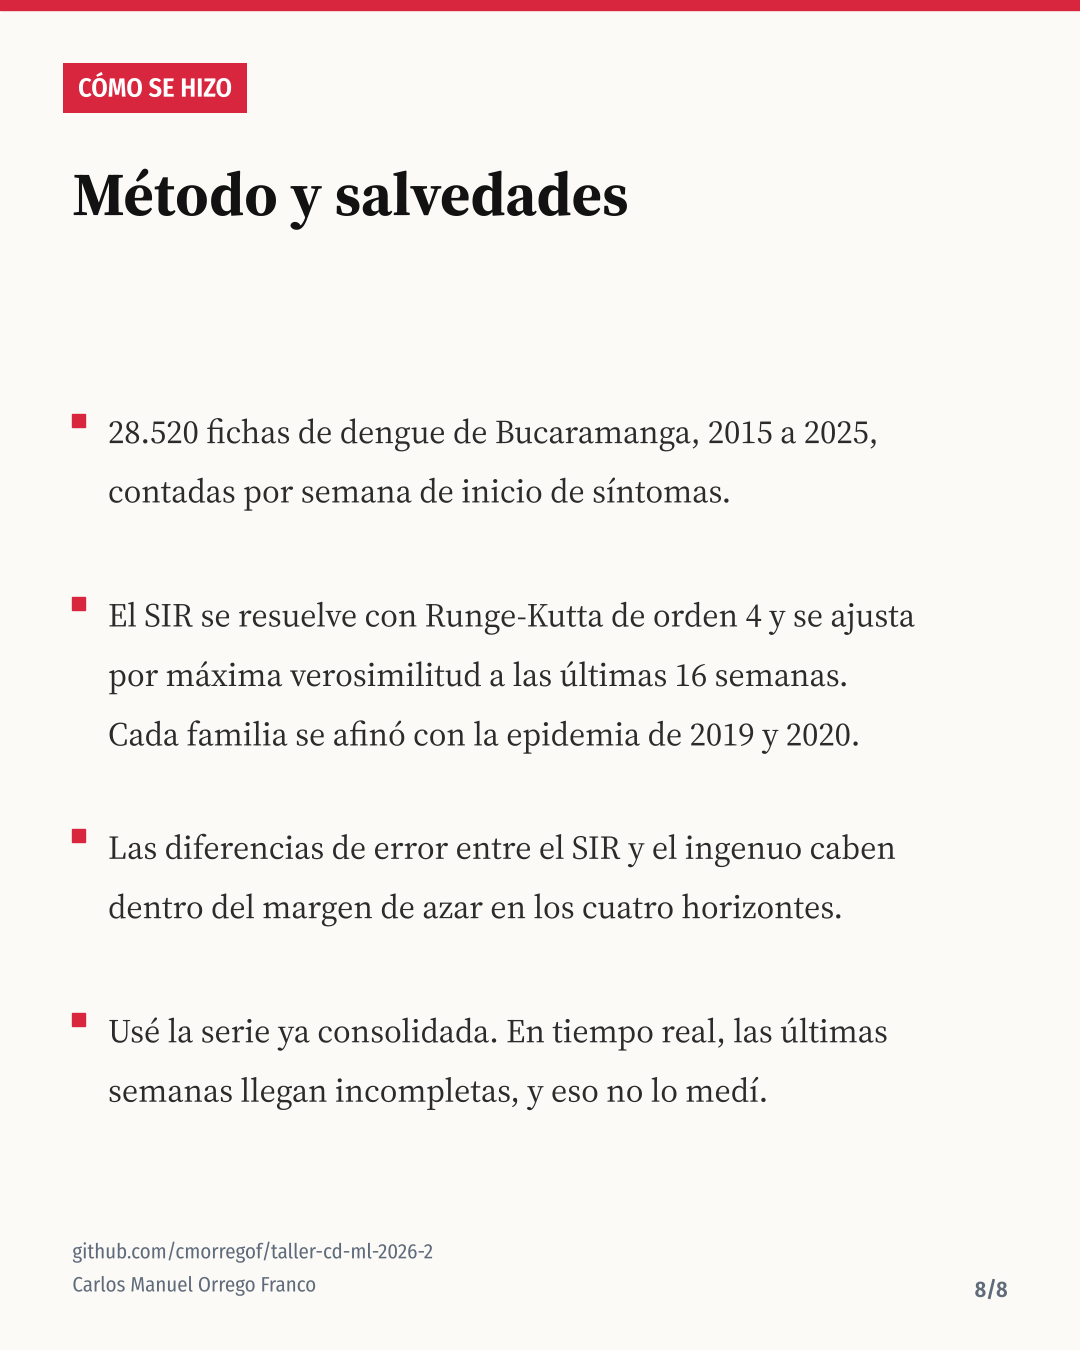 CÓMO SE HIZO
Método y salvedades
28.520 fichas de dengue de Bucaramanga, 2015 a 2025,
contadas por semana de inicio de síntomas.
El SIR se resuelve con Runge-Kutta de orden 4 y se ajusta
por máxima verosimilitud a las últimas 16 semanas.
Cada familia se afinó con la epidemia de 2019 y 2020.
Las diferencias de error entre el SIR y el ingenuo caben
dentro del margen de azar en los cuatro horizontes.
Usé la serie ya consolidada. En tiempo real, las últimas
semanas llegan incompletas, y eso no lo medí.
github.com/cmorregof/taller-cd-ml-2026-2
Carlos Manuel Orrego Franco
8/8